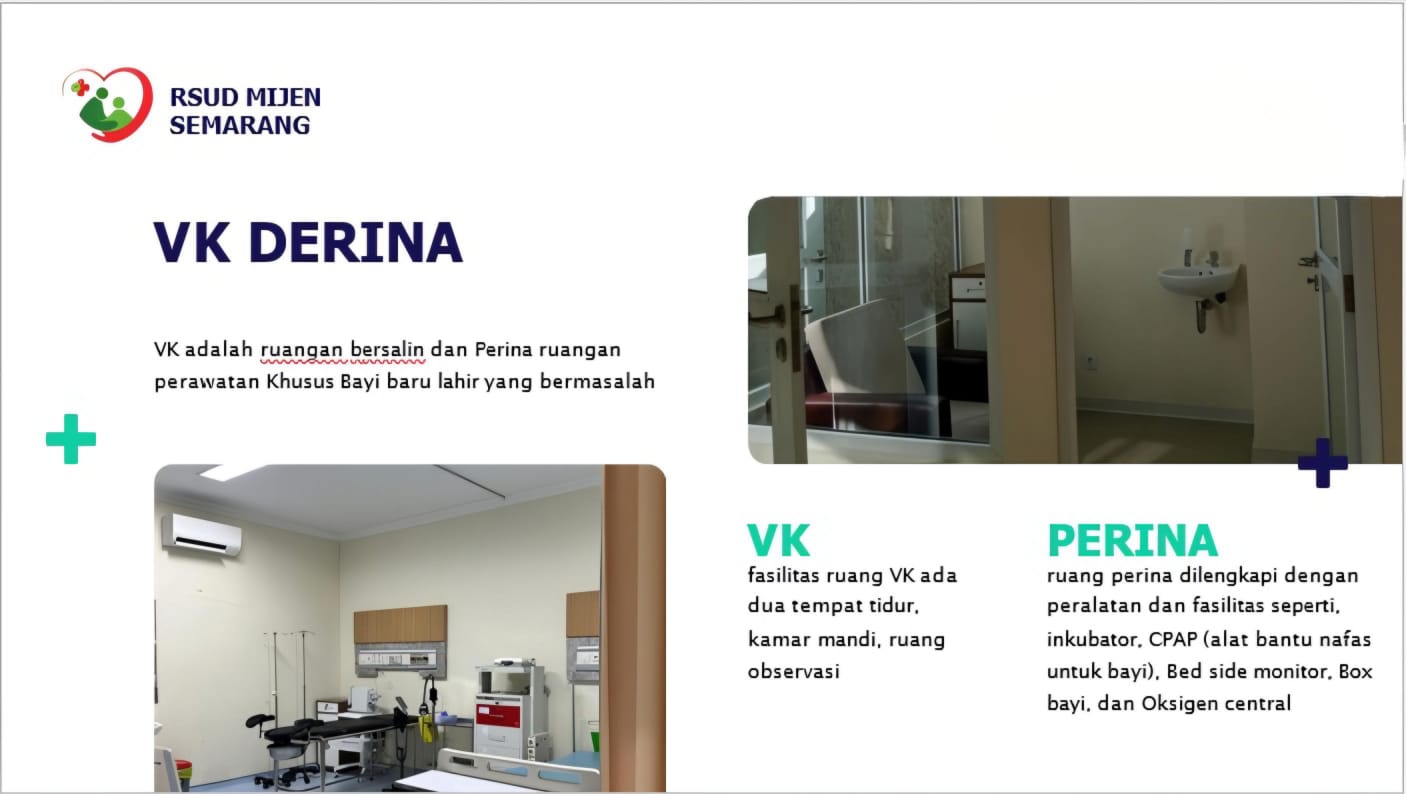 RSUD MIJEN
SEMARANG
VK DERINA
VK adalah ruangan bersalin dan Perina ruangan
perawatan Khusus Bayi baru lahir yang bermasalah
VK
fasilitas ruang VK ada
dua tempat tidur,
kamar mandi, ruang
observasi
PERINA
ruang perina dilengkapi dengan
peralatan dan fasilitas seperti,
inkubator, CPAP (alat bantu nafas
untuk bayi), Bed side monitor, Box
bayi, dan Oksigen central